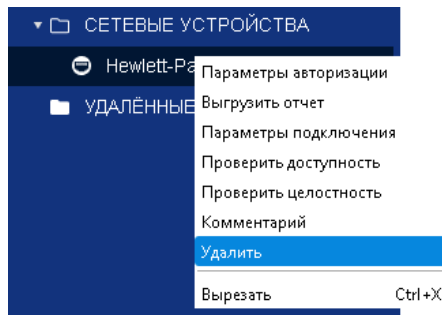 СЕТЕВЫЕ УСТРОЙСТВА
Hewlett-Pa
УДАЛЁННЫЕ
Параметры авторизации
Выгрузить отчет
Параметры подключения
Проверить доступность
Проверить целостность
Комментарий
Удалить
Вырезать Ctrl+X